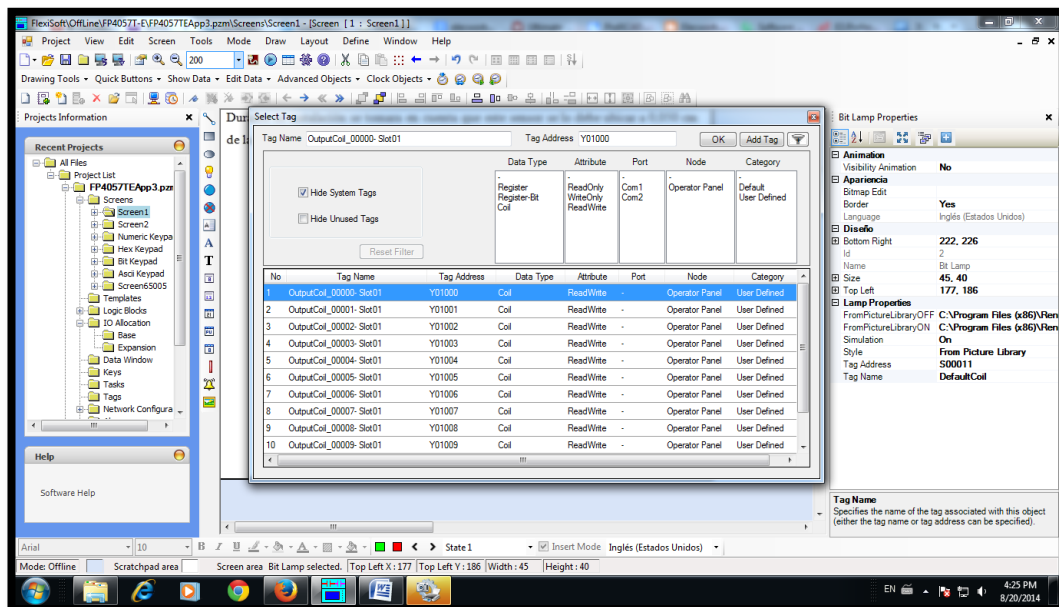 FlexiSoft\OffLine\FP4057T-E\FP4057TEApp3.pzm\Screens\Screen1 - [Screen [ 1 : Screen1 ] ]
Project View Edit Screen Tools Mode Draw Layout Define Window Help
200
Drawing Tools Quick Buttons Show Data Edit Data Advanced Objects Clock Objects
Projects Information
Recent Projects
All Files
Project List
FP4057TEApp3.pzm
Screens
Screen1
Screen2
Numeric Keypa
Hex Keypad
Bit Keypad
Ascii Keypad
Screen65005
Templates
Logic Blocks
IO Allocation
Base
Expansion
Data Window
Keys
Tasks
Tags
Network Configura
Help
Software Help
Select Tag
Tag Name OutputCoil_00000- Slot01 Tag Address Y01000 OK Add Tag
Hide System Tags
Hide Unused Tags
Reset Filter
Data Type Attribute Port Node Category
- - - - -
Register ReadOnly Com1 Operator Panel Default
Register-Bit WriteOnly Com2 User Defined
Coil ReadWrite
No Tag Name Tag Address Data Type Attribute Port Node Category
1 OutputCoil_00000- Slot01 Y01000 Coil ReadWrite - Operator Panel User Defined
2 OutputCoil_00001- Slot01 Y01001 Coil ReadWrite - Operator Panel User Defined
3 OutputCoil_00002- Slot01 Y01002 Coil ReadWrite - Operator Panel User Defined
4 OutputCoil_00003- Slot01 Y01003 Coil ReadWrite - Operator Panel User Defined
5 OutputCoil_00004- Slot01 Y01004 Coil ReadWrite - Operator Panel User Defined
6 OutputCoil_00005- Slot01 Y01005 Coil ReadWrite - Operator Panel User Defined
7 OutputCoil_00006- Slot01 Y01006 Coil ReadWrite - Operator Panel User Defined
8 OutputCoil_00007- Slot01 Y01007 Coil ReadWrite - Operator Panel User Defined
9 OutputCoil_00008- Slot01 Y01008 Coil ReadWrite - Operator Panel User Defined
10 OutputCoil_00009- Slot01 Y01009 Coil ReadWrite - Operator Panel User Defined
Bit Lamp Properties
Animation
Visibility Animation No
Apariencia
Bitmap Edit
Border Yes
Language Inglés (Estados Unidos)
Diseño
Bottom Right 222, 226
Id 2
Name Bit Lamp
Size 45, 40
Top Left 177, 186
Lamp Properties
FromPictureLibraryOFF C:\Program Files (x86)\Ren
FromPictureLibraryON C:\Program Files (x86)\Ren
Simulation On
Style From Picture Library
Tag Address S00011
Tag Name DefaultCoil
Tag Name
Specifies the name of the tag associated with this object
(either the tag name or tag address can be specified).
Arial 10 B I U A State 1 Insert Mode Inglés (Estados Unidos)
Mode: Offline Scratchpad area Screen area Bit Lamp selected. Top Left X : 177 Top Left Y : 186 Width : 45 Height : 40
EN 4:25 PM
8/20/2014